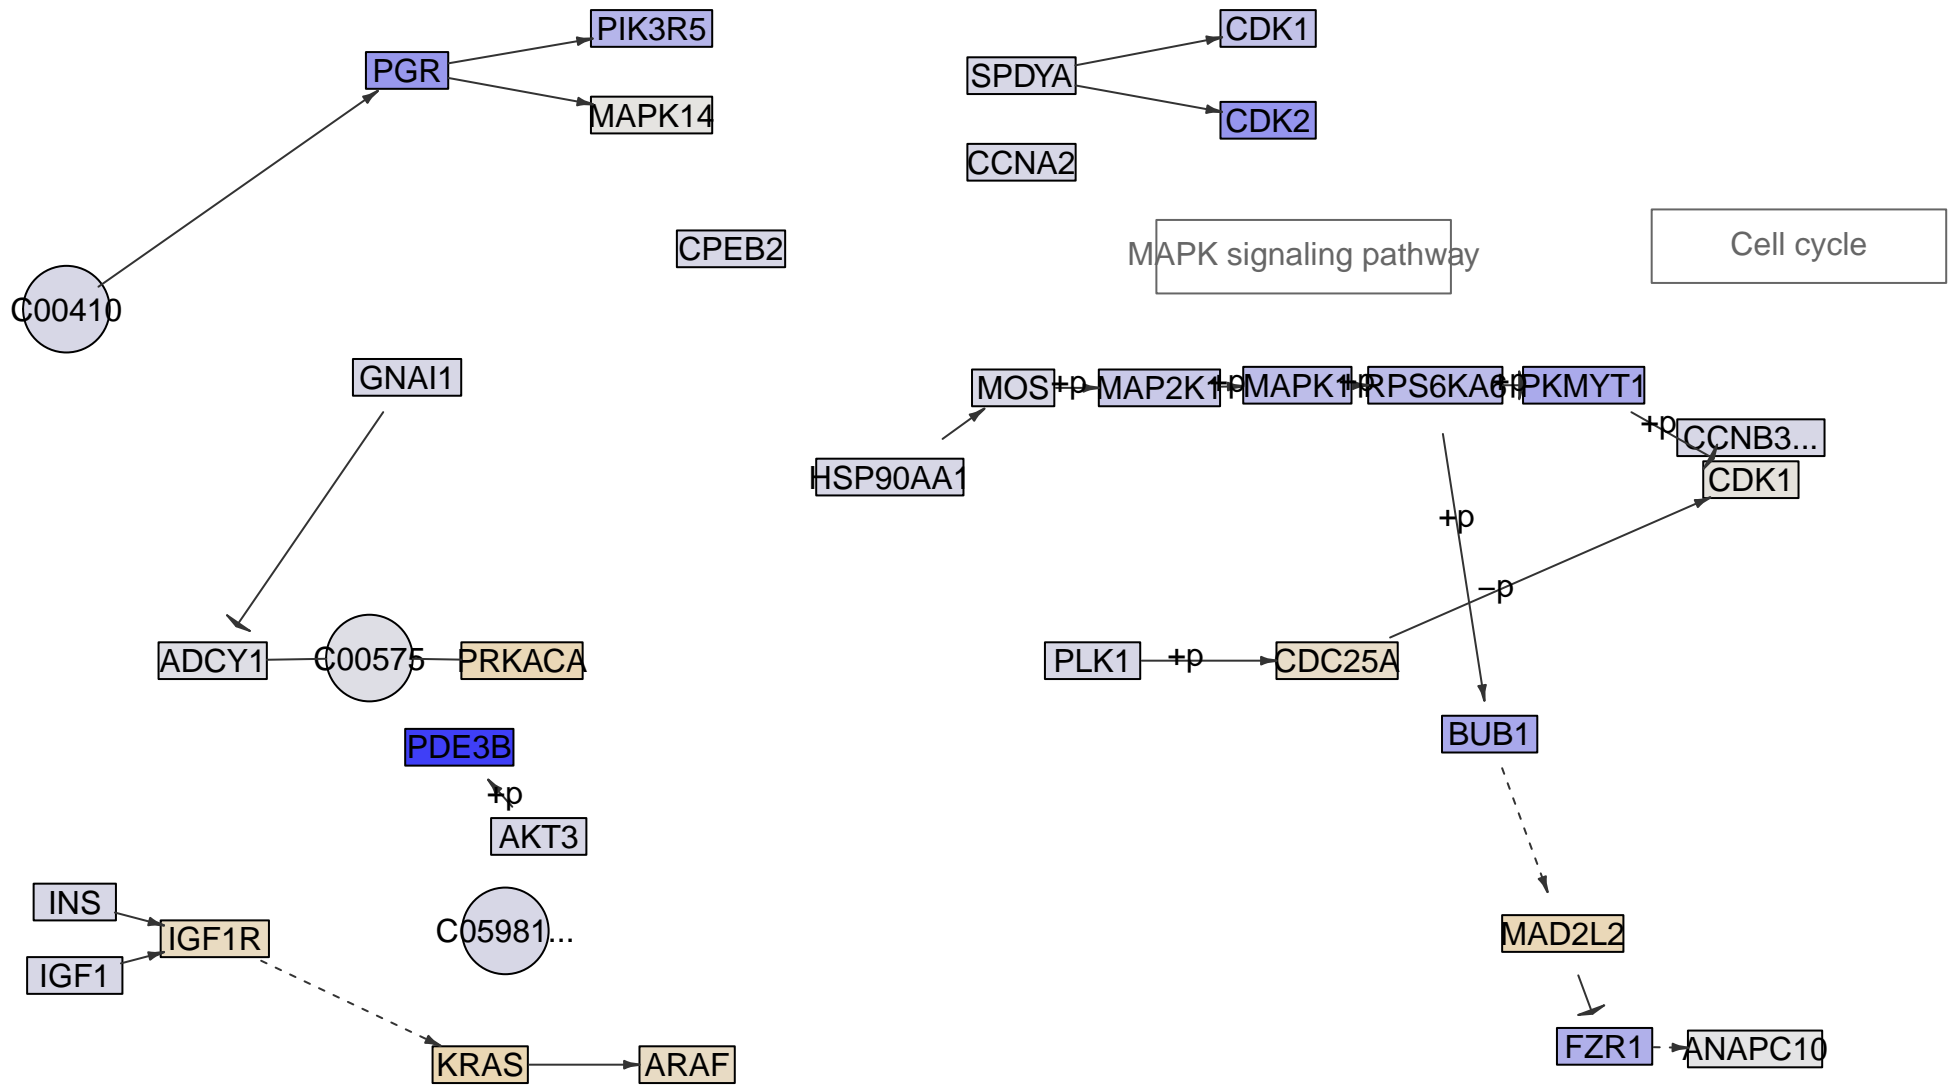 PIK3R5
CDK1
PGR
SPDYA
MAPK14
CDK2
CCNA2
CPEB2
MAPK signaling pathway
Cell cycle
C00410
GNAI1
MOS
+p
MAP2K1
+p
MAPK1
+p
RPS6KA6
+p
PKMYT1
+p
CCNB3...
HSP90AA1
CDK1
+p
−p
ADCY1
C00575
PRKACA
PLK1
+p
CDC25A
PDE3B
BUB1
+p
AKT3
INS
IGF1R
C05981...
MAD2L2
IGF1
KRAS
ARAF
FZR1
ANAPC10